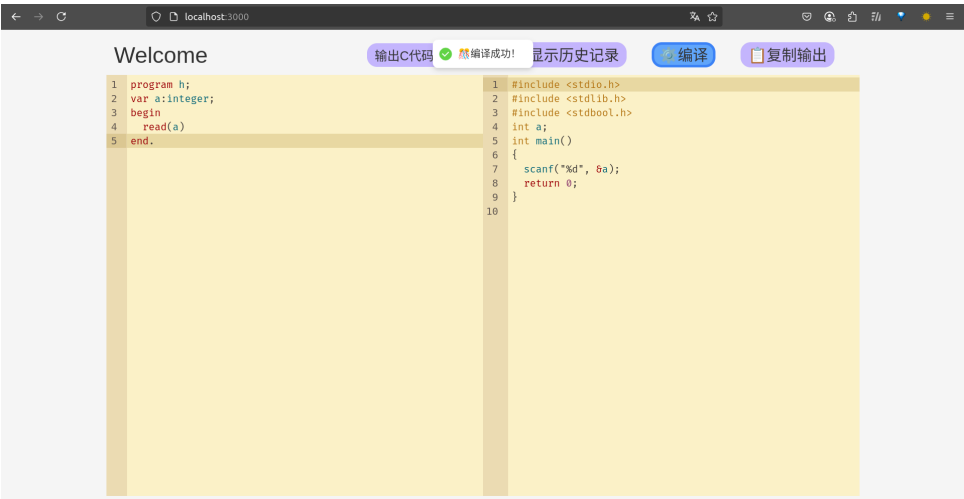 localhost:3000
Welcome
输出C代码
编译成功！
显示历史记录
编译
复制输出
1 program h;
2 var a:integer;
3 begin
4   read(a)
5 end.
1 #include <stdio.h>
2 #include <stdlib.h>
3 #include <stdbool.h>
4 int a;
5 int main()
6 {
7   scanf("%d", &a);
8   return 0;
9 }
10